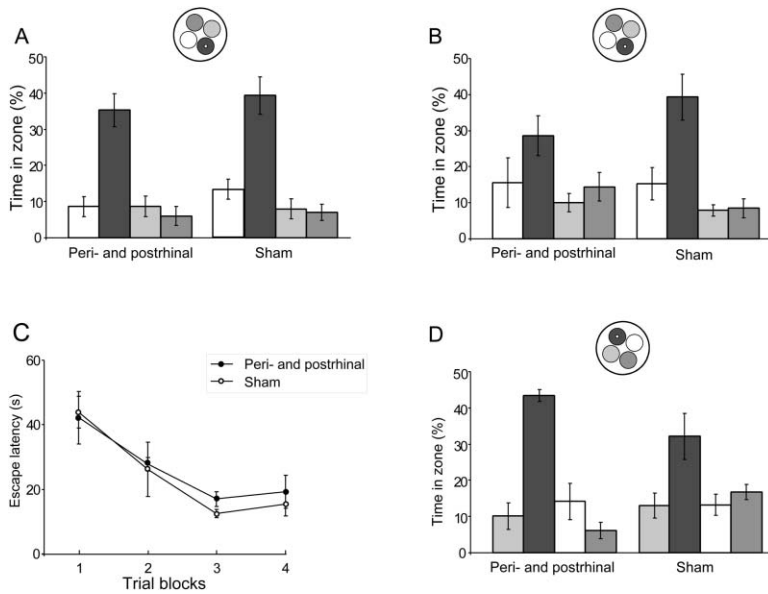 A
Time in zone (%)
50
40
30
20
10
0
Peri- and postrhinal Sham
B
Time in zone (%)
50
40
30
20
10
0
Peri- and postrhinal Sham
C
Escape latency (s)
60
40
20
0
1 2 3 4
Trial blocks
Peri- and postrhinal
Sham
D
Time in zone (%)
50
40
30
20
10
0
Peri- and postrhinal Sham